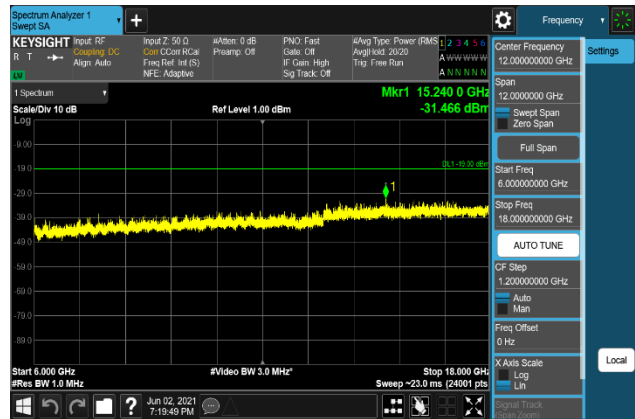 Spectrum Analyzer 1
Swept SA
Frequency
KEYSIGHT
R T
LW
Input: RF
Coupling: DC
Align: Auto
Input Z: 50 Ω
Corr CCorr RCal
Freq Ref: Int (S)
NFE: Adaptive
#Atten: 0 dB
Preamp: Off
PNO: Fast
Gate: Off
IF Gain: High
Sig Track: Off
#Avg Type: Power (RMS
Avg|Hold: 20/20
Trig: Free Run
1 2 3 4 5 6
A W W W W W
A N N N N N
1 Spectrum
Scale/Div 10 dB
Log
Ref Level 1.00 dBm
Mkr1 15.240 0 GHz
-31.466 dBm
-9.00
-19.0
-29.0
-39.0
-49.0
-59.0
-69.0
-79.0
-89.0
DL1 -19.00 dBm
1
Start 6.000 GHz
#Res BW 1.0 MHz
#Video BW 3.0 MHz*
Stop 18.000 GHz
Sweep ~23.0 ms (24001 pts
Center Frequency
12.000000000 GHz
Settings
Span
12.0000000 GHz
Swept Span
Zero Span
Full Span
Start Freq
6.000000000 GHz
Stop Freq
18.000000000 GHz
AUTO TUNE
CF Step
1.200000000 GHz
Auto
Man
Freq Offset
0 Hz
X Axis Scale
Log
Lin
Local
Signal Track
(Span Zoom)
?
Jun 02, 2021
7:19:49 PM